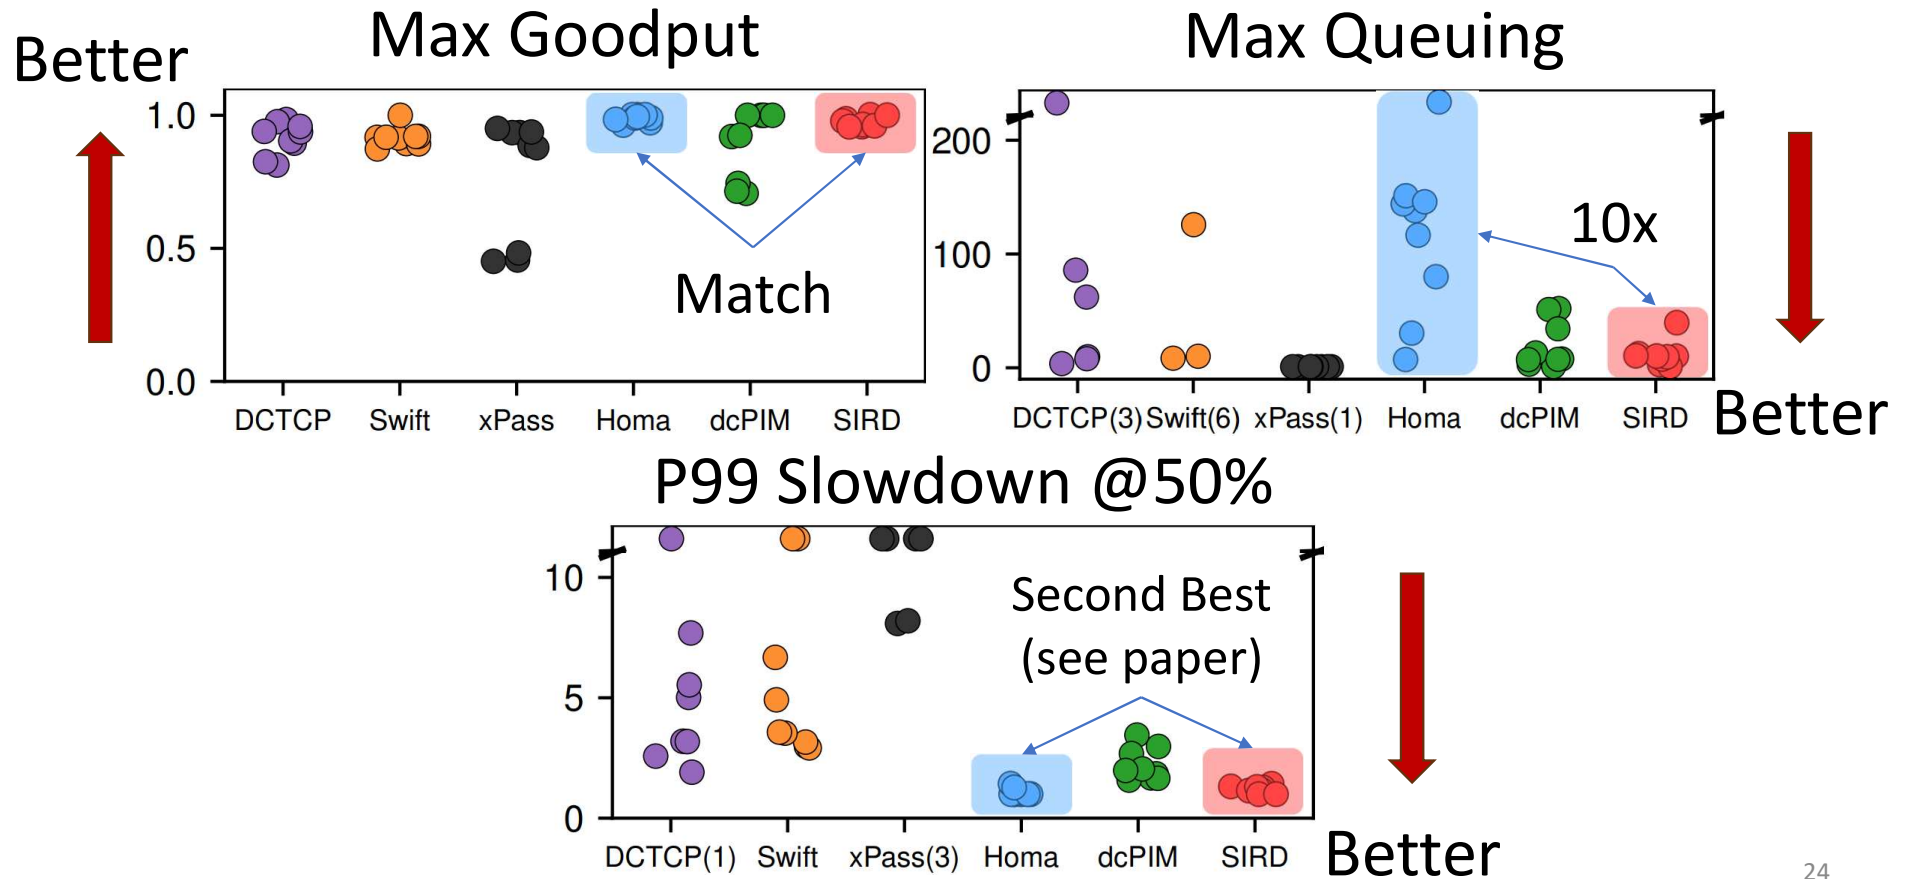 Max Goodput
Max Queuing
Better
1.0
0.5
0.0
Match
DCTCP Swift xPass Homa dcPIM SIRD
200
100
0
10x
DCTCP(3) Swift(6) xPass(1) Homa dcPIM SIRD
Better
P99 Slowdown @50%
10
5
0
Second Best
(see paper)
DCTCP(1) Swift xPass(3) Homa dcPIM SIRD
Better
24